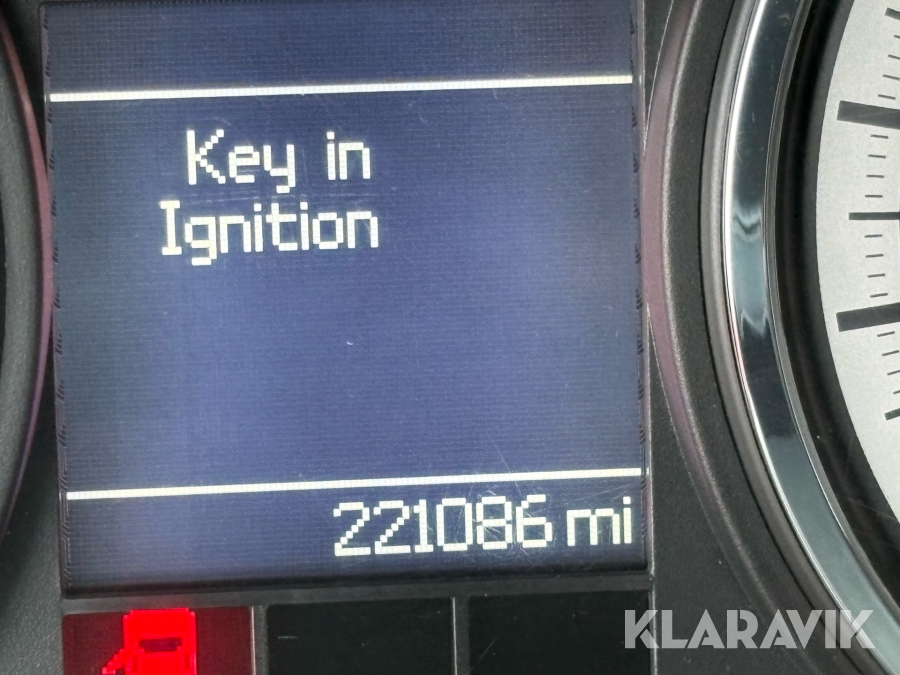 Key in
Ignition
221086 mi
KLARAVIK